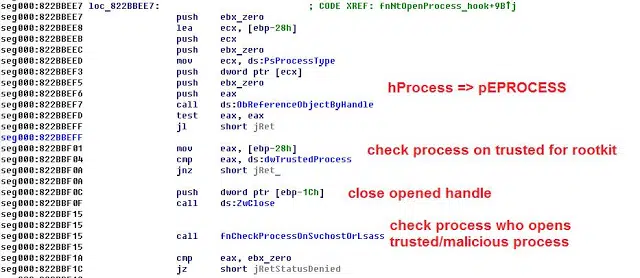 seg000:822BBEE7 loc_822BBEE7: ; CODE XREF: fnNtOpenProcess_hook+9B↑j
seg000:822BBEE7 push ebx_zero
seg000:822BBEE8 lea ecx, [ebp-28h]
seg000:822BBEEB push ecx
seg000:822BBEEC push ebx_zero
seg000:822BBEED mov ecx, ds:PsProcessType
seg000:822BBEF3 push dword ptr [ecx]
seg000:822BBEF5 push ebx_zero
seg000:822BBEF6 push eax
hProcess => pEPROCESS
seg000:822BBEF7 call ds:ObReferenceObjectByHandle
seg000:822BBEFD test eax, eax
seg000:822BBEFF jl short jRet
seg000:822BBEFF
seg000:822BBF01 mov eax, [ebp-28h]
check process on trusted for rootkit
seg000:822BBF04 cmp eax, ds:dwTrustedProcess
seg000:822BBF0A jnz short jRet_
seg000:822BBF0A
seg000:822BBF0C push dword ptr [ebp-1Ch]
close opened handle
seg000:822BBF0F call ds:ZwClose
seg000:822BBF15
check process who opens
seg000:822BBF15
trusted/malicious process
seg000:822BBF15 call fnCheckProcessOnSvchostOrLsass
seg000:822BBF15
seg000:822BBF1A cmp eax, ebx_zero
seg000:822BBF1C jz short jRetStatusDenied